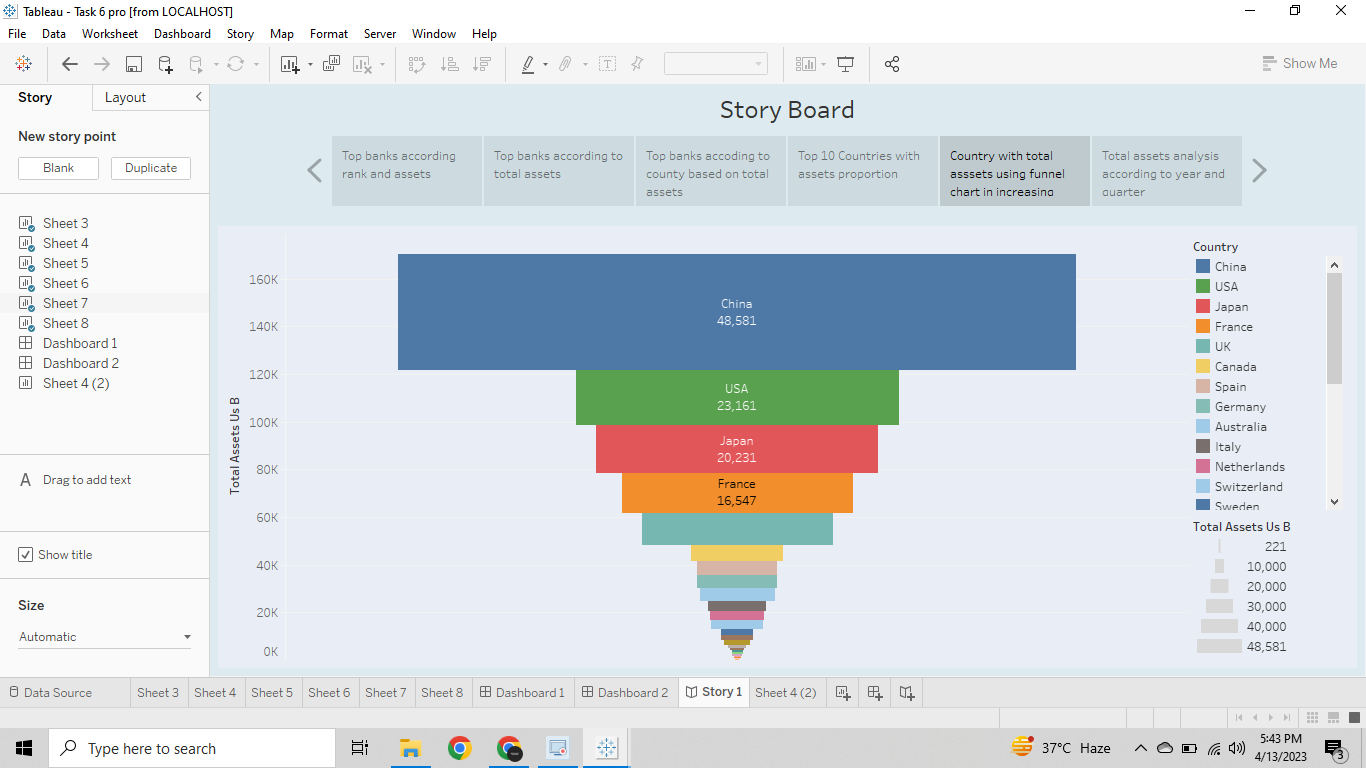 Tableau - Task 6 pro [from LOCALHOST]
File Data Worksheet Dashboard Story Map Format Server Window Help
Show Me
Story Layout
New story point
Blank Duplicate
Sheet 3
Sheet 4
Sheet 5
Sheet 6
Sheet 7
Sheet 8
Dashboard 1
Dashboard 2
Sheet 4 (2)
A Drag to add text
Show title
Size
Automatic
Story Board
Top banks according
rank and assets
Top banks according to
total assets
Top banks accoding to
county based on total
assets
Top 10 Countries with
assets proportion
Country with total
asssets using funnel
chart in increasing
Total assets analysis
according to year and
quarter
Total Assets Us B
160K
140K
120K
100K
80K
60K
40K
20K
0K
China
48,581
USA
23,161
Japan
20,231
France
16,547
Country
China
USA
Japan
France
UK
Canada
Spain
Germany
Australia
Italy
Netherlands
Switzerland
Sweden
Total Assets Us B
221
10,000
20,000
30,000
40,000
48,581
Data Source Sheet 3 Sheet 4 Sheet 5 Sheet 6 Sheet 7 Sheet 8 Dashboard 1 Dashboard 2 Story 1 Sheet 4 (2)
Type here to search
37°C Haze
5:43 PM
4/13/2023
3